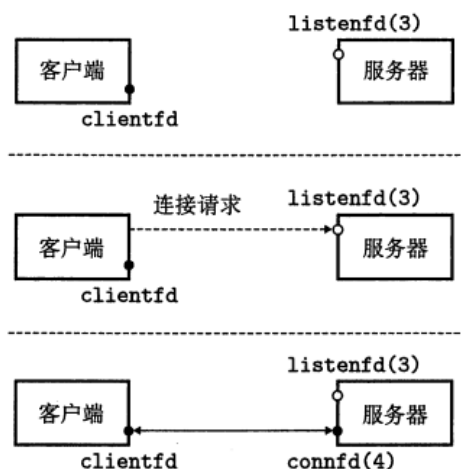 listenfd(3)
客户端
服务器
clientfd
连接请求
listenfd(3)
客户端
服务器
clientfd
listenfd(3)
客户端
服务器
clientfd
connfd(4)